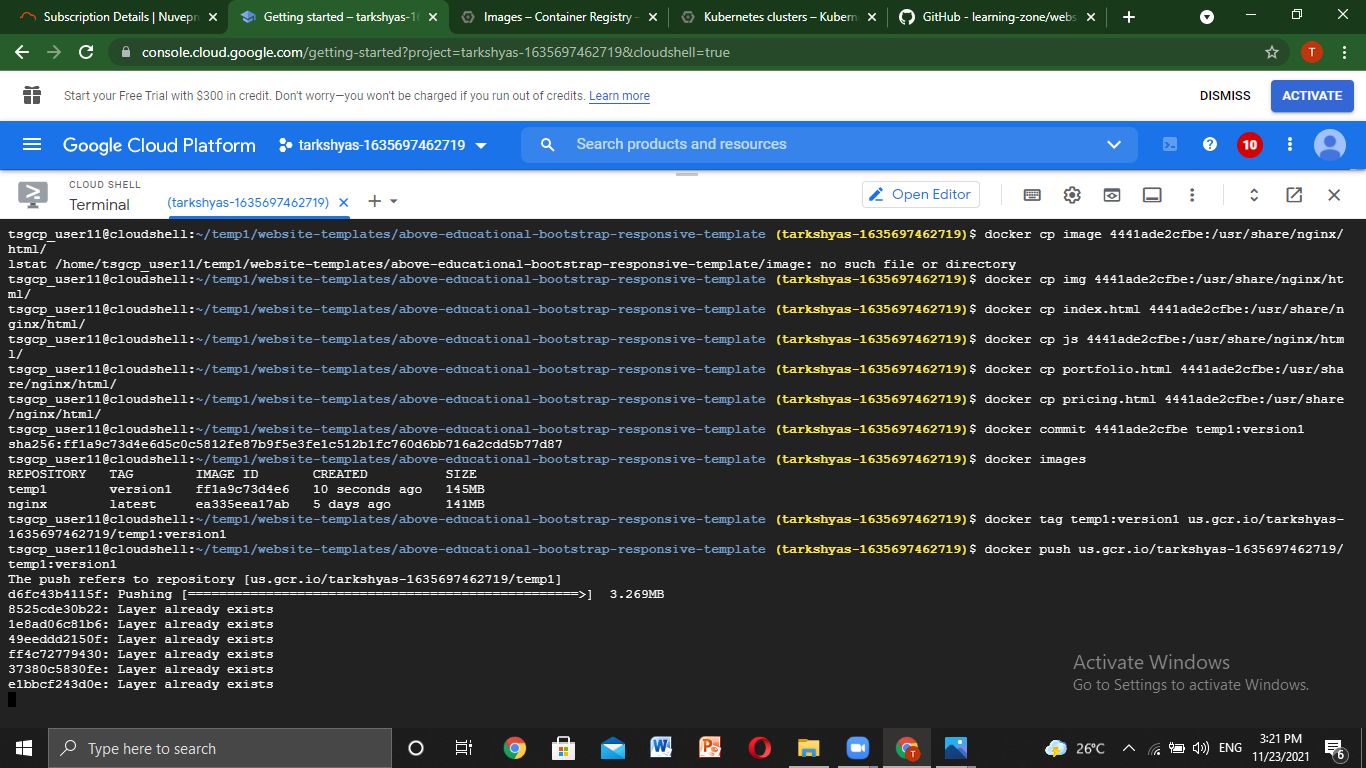 Subscription Details | Nuvepr
Getting started – tarkshyas-16
Images – Container Registry –
Kubernetes clusters – Kubern
GitHub - learning-zone/webs
console.cloud.google.com/getting-started?project=tarkshyas-1635697462719&cloudshell=true
T
Start your Free Trial with $300 in credit. Don't worry—you won't be charged if you run out of credits. Learn more
DISMISS
ACTIVATE
Google Cloud Platform
tarkshyas-1635697462719
Search products and resources
10
CLOUD SHELL
Terminal
(tarkshyas-1635697462719)
Open Editor
tsgcp_user11@cloudshell:~/temp1/website-templates/above-educational-bootstrap-responsive-template (tarkshyas-1635697462719)$ docker cp image 4441ade2cfbe:/usr/share/nginx/
html/
lstat /home/tsgcp_user11/temp1/website-templates/above-educational-bootstrap-responsive-template/image: no such file or directory
tsgcp_user11@cloudshell:~/temp1/website-templates/above-educational-bootstrap-responsive-template (tarkshyas-1635697462719)$ docker cp img 4441ade2cfbe:/usr/share/nginx/ht
ml/
tsgcp_user11@cloudshell:~/temp1/website-templates/above-educational-bootstrap-responsive-template (tarkshyas-1635697462719)$ docker cp index.html 4441ade2cfbe:/usr/share/n
ginx/html/
tsgcp_user11@cloudshell:~/temp1/website-templates/above-educational-bootstrap-responsive-template (tarkshyas-1635697462719)$ docker cp js 4441ade2cfbe:/usr/share/nginx/htm
l/
tsgcp_user11@cloudshell:~/temp1/website-templates/above-educational-bootstrap-responsive-template (tarkshyas-1635697462719)$ docker cp portfolio.html 4441ade2cfbe:/usr/sha
re/nginx/html/
tsgcp_user11@cloudshell:~/temp1/website-templates/above-educational-bootstrap-responsive-template (tarkshyas-1635697462719)$ docker cp pricing.html 4441ade2cfbe:/usr/share
/nginx/html/
tsgcp_user11@cloudshell:~/temp1/website-templates/above-educational-bootstrap-responsive-template (tarkshyas-1635697462719)$ docker commit 4441ade2cfbe temp1:version1
sha256:ff1a9c73d4e6d5c0c5812fe87b9f5e3fe1c512b1fc760d6bb716a2cdd5b77d87
tsgcp_user11@cloudshell:~/temp1/website-templates/above-educational-bootstrap-responsive-template (tarkshyas-1635697462719)$ docker images
REPOSITORY   TAG        IMAGE ID       CREATED          SIZE
temp1        version1   ff1a9c73d4e6   10 seconds ago   145MB
nginx        latest     ea335eea17ab   5 days ago       141MB
tsgcp_user11@cloudshell:~/temp1/website-templates/above-educational-bootstrap-responsive-template (tarkshyas-1635697462719)$ docker tag temp1:version1 us.gcr.io/tarkshyas-
1635697462719/temp1:version1
tsgcp_user11@cloudshell:~/temp1/website-templates/above-educational-bootstrap-responsive-template (tarkshyas-1635697462719)$ docker push us.gcr.io/tarkshyas-1635697462719/
temp1:version1
The push refers to repository [us.gcr.io/tarkshyas-1635697462719/temp1]
d6fc43b4115f: Pushing [==================================================>]  3.269MB
8525cde30b22: Layer already exists
1e8ad06c81b6: Layer already exists
49eeddd2150f: Layer already exists
ff4c72779430: Layer already exists
37380c5830fe: Layer already exists
e1bbcf243d0e: Layer already exists
Activate Windows
Go to Settings to activate Windows.
Type here to search
26°C
ENG
3:21 PM
11/23/2021
6